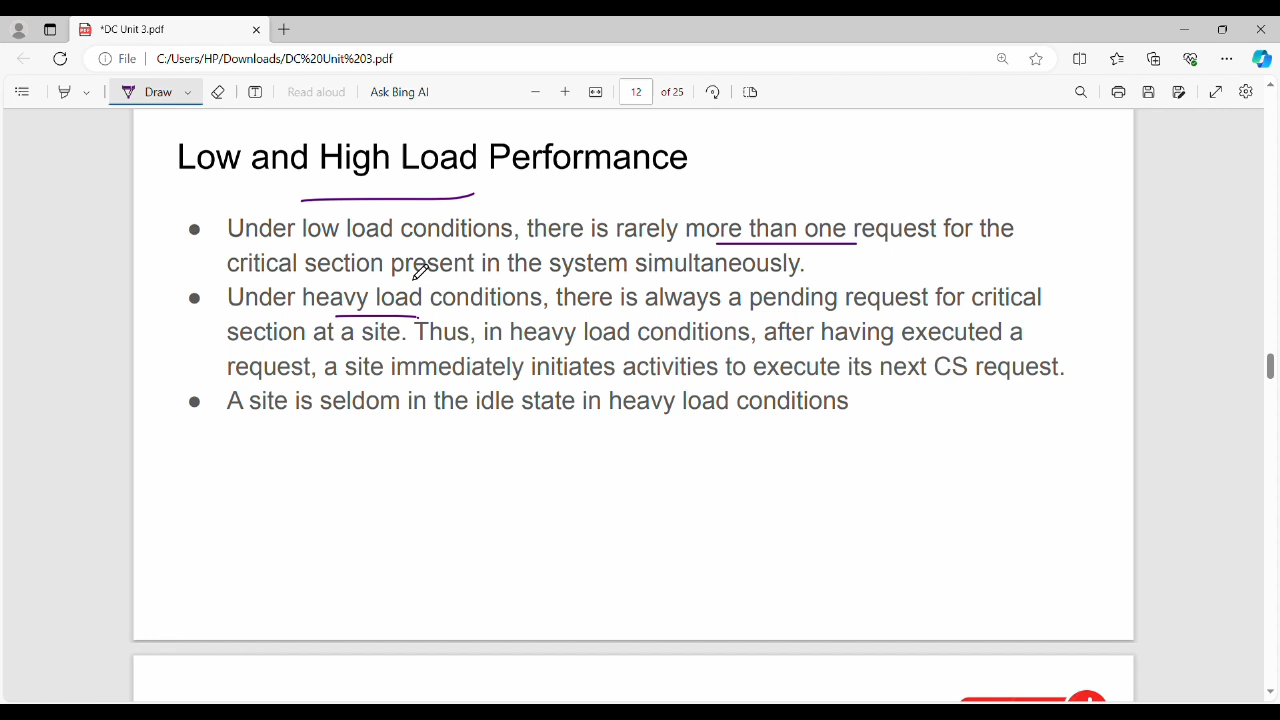 *DC Unit 3.pdf
File C:/Users/HP/Downloads/DC%20Unit%203.pdf
Draw Read aloud Ask Bing AI 12 of 25
Low and High Load Performance
● Under low load conditions, there is rarely more than one request for the
critical section present in the system simultaneously.
● Under heavy load conditions, there is always a pending request for critical
section at a site. Thus, in heavy load conditions, after having executed a
request, a site immediately initiates activities to execute its next CS request.
● A site is seldom in the idle state in heavy load conditions